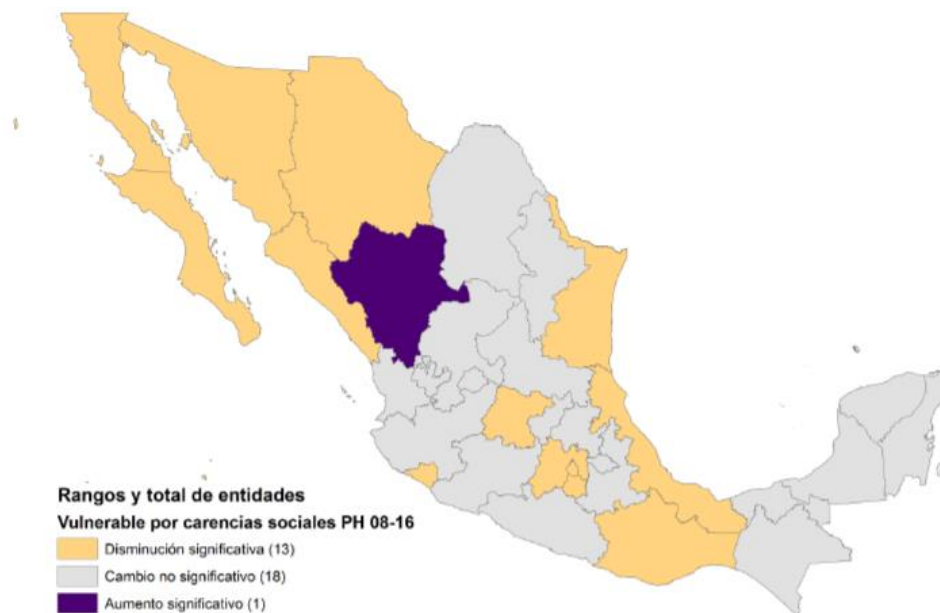 Rangos y total de entidades
Vulnerable por carencias sociales PH 08-16
Disminución significativa (13)
Cambio no significativo (18)
Aumento significativo (1)